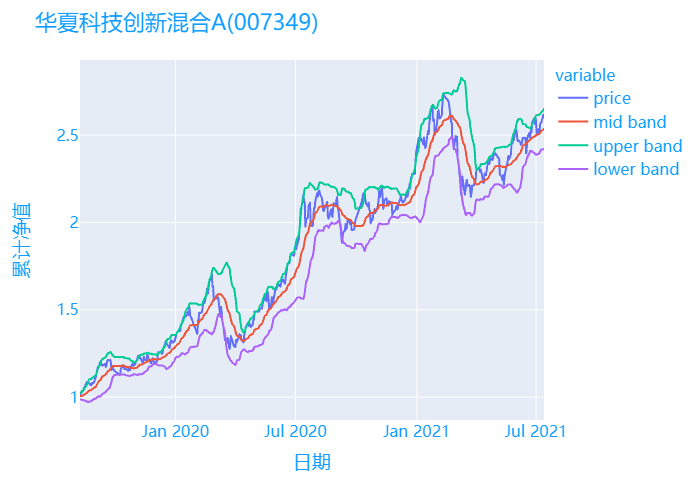 华夏科技创新混合A(007349)
variable
price
mid band
upper band
lower band
累计净值
2.5
2
1.5
1
Jan 2020
Jul 2020
Jan 2021
Jul 2021
日期